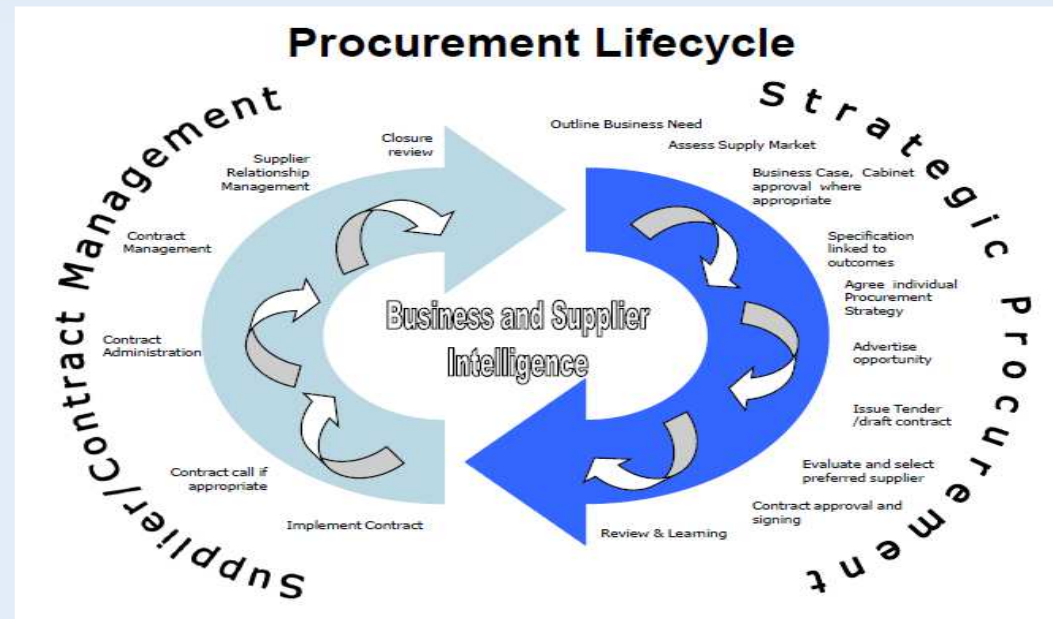 Procurement Lifecycle
Strategic Procurement
Outline Business Need
Assess Supply Market
Business Case, Cabinet
approval where
appropriate
Specification
linked to
outcomes
Agree individual
Procurement
Strategy
Advertise
opportunity
Issue Tender
/draft contract
Evaluate and select
preferred supplier
Contract approval and
signing
Review & Learning
Supplier/Contract Management
Implement Contract
Contract call if
appropriate
Contract
Administration
Contract
Management
Supplier
Relationship
Management
Closure
review
Business and Supplier
Intelligence